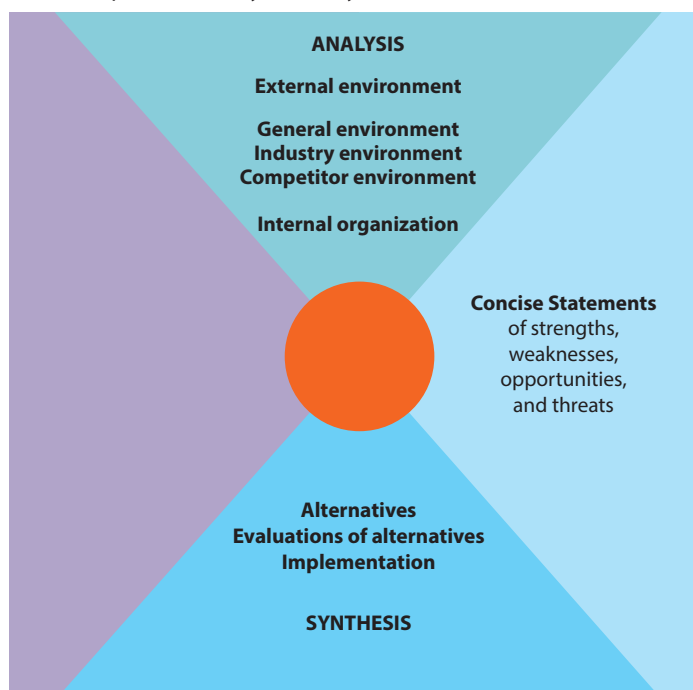 ANALYSIS
External environment
General environment
Industry environment
Competitor environment
Internal organization
Concise Statements
of strengths,
weaknesses,
opportunities,
and threats
Alternatives
Evaluations of alternatives
Implementation
SYNTHESIS